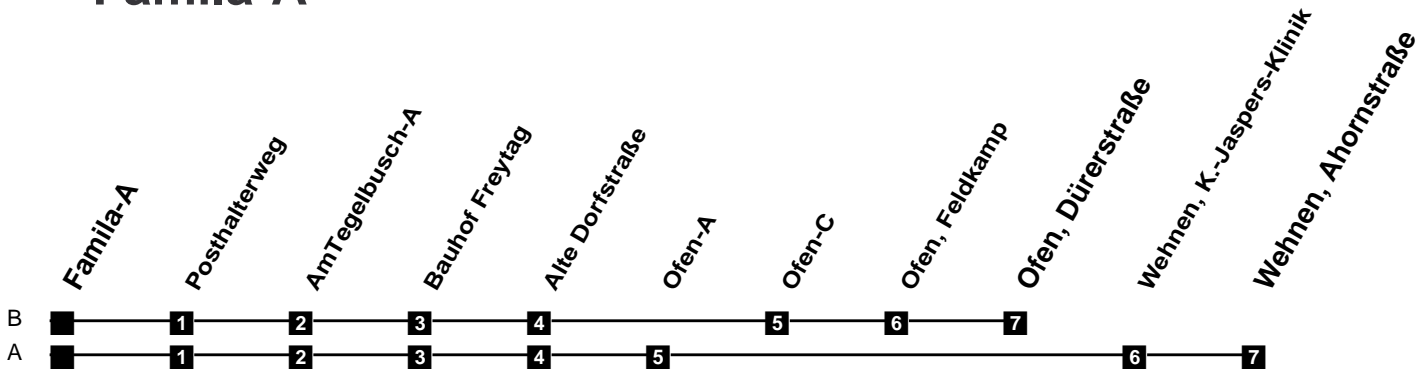 Famila-A
Famila-A
Posthalterweg
AmTegelbusch-A
Bauhof Freytag
Alte Dorfstraße
Ofen-A
Ofen-C
Ofen, Feldkamp
Ofen, Dürerstraße
Wehnen, K.-Jaspers-Klinik
Wehnen, Ahornstraße
B 1 2 3 4 5 6 7
A 1 2 3 4 5 6 7